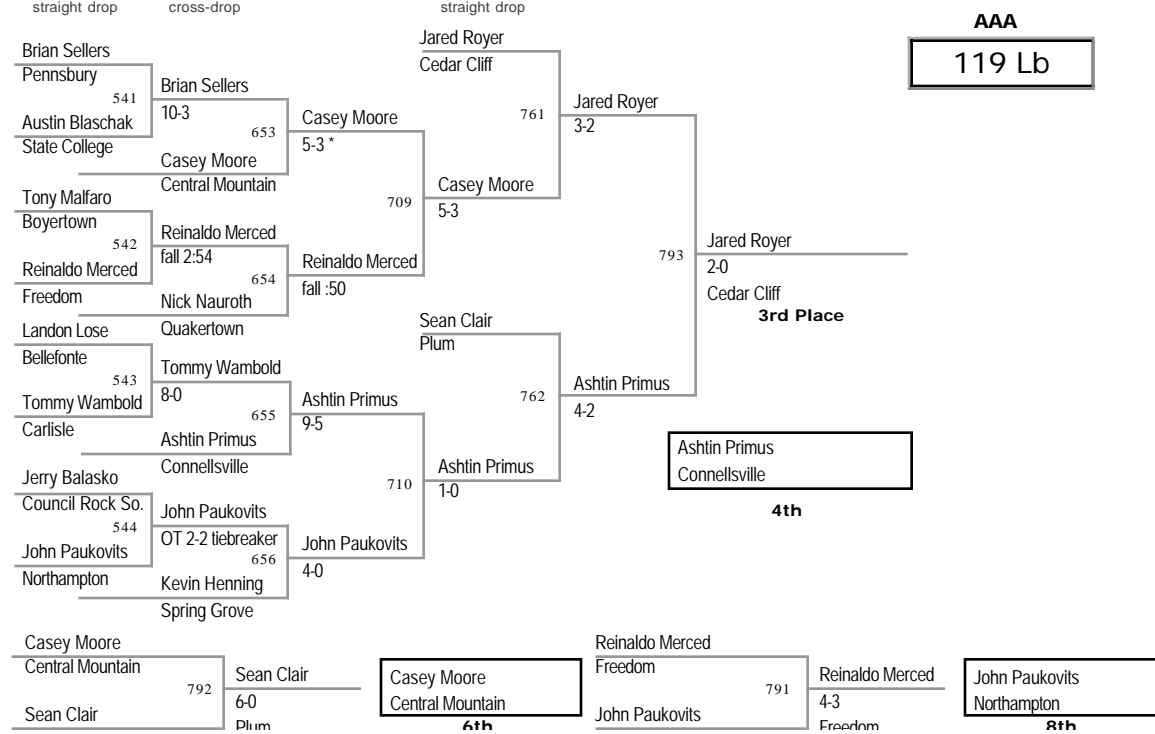 straight drop
cross-drop
straight drop
AAA
119 Lb
Brian Sellers
Pennsbury
541
Austin Blaschak
State College
Brian Sellers
10-3
653
Casey Moore
Central Mountain
Tony Malfaro
Boyertown
542
Reinaldo Merced
Freedom
Reinaldo Merced
fall 2:54
654
Nick Nauroth
Quakertown
Landon Lose
Bellefonte
543
Tommy Wambold
Carlisle
Tommy Wambold
8-0
655
Ashtin Primus
Connellsville
Jerry Balasko
Council Rock So.
544
John Paukovits
Northampton
John Paukovits
OT 2-2 tiebreaker
656
Kevin Henning
Spring Grove
Casey Moore
5-3 *
709
Reinaldo Merced
fall :50
Ashtin Primus
9-5
710
John Paukovits
4-0
Jared Royer
Cedar Cliff
761
Casey Moore
5-3
Sean Clair
Plum
762
Ashtin Primus
1-0
Jared Royer
3-2
793
Ashtin Primus
4-2
Jared Royer
2-0
Cedar Cliff
3rd Place
Ashtin Primus
Connellsville
4th
Casey Moore
Central Mountain
792
Sean Clair
Sean Clair
6-0
Plum
Casey Moore
Central Mountain
6th
Reinaldo Merced
Freedom
791
John Paukovits
Reinaldo Merced
4-3
Freedom
John Paukovits
Northampton
8th